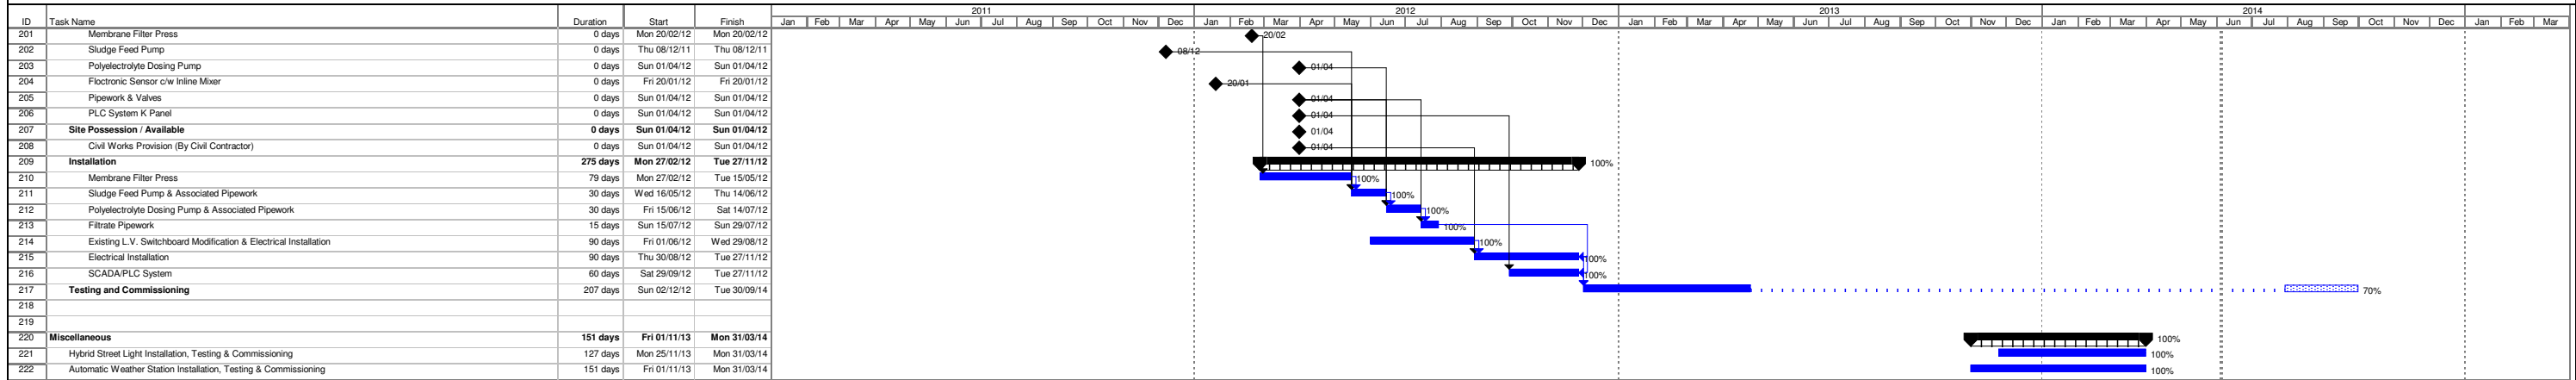 2011 2012 2013 2014
ID Task Name Duration Start Finish Jan Feb Mar Apr May Jun Jul Aug Sep Oct Nov Dec Jan Feb Mar Apr May Jun Jul Aug Sep Oct Nov Dec Jan Feb Mar Apr May Jun Jul Aug Sep Oct Nov Dec Jan Feb Mar Apr May Jun Jul Aug Sep Oct Nov Dec Jan Feb Mar
201 Membrane Filter Press 0 days Mon 20/02/12 Mon 20/02/12 20/02
202 Sludge Feed Pump 0 days Thu 08/12/11 Thu 08/12/11 08/12
203 Polyelectrolyte Dosing Pump 0 days Sun 01/04/12 Sun 01/04/12 01/04
204 Floctronic Sensor c/w Inline Mixer 0 days Fri 20/01/12 Fri 20/01/12 20/01
205 Pipework & Valves 0 days Sun 01/04/12 Sun 01/04/12 01/04
206 PLC System K Panel 0 days Sun 01/04/12 Sun 01/04/12 01/04
207 Site Possession / Available 0 days Sun 01/04/12 Sun 01/04/12 01/04
208 Civil Works Provision (By Civil Contractor) 0 days Sun 01/04/12 Sun 01/04/12 01/04
209 Installation 275 days Mon 27/02/12 Tue 27/11/12 100%
210 Membrane Filter Press 79 days Mon 27/02/12 Tue 15/05/12 100%
211 Sludge Feed Pump & Associated Pipework 30 days Wed 16/05/12 Thu 14/06/12 100%
212 Polyelectrolyte Dosing Pump & Associated Pipework 30 days Fri 15/06/12 Sat 14/07/12 100%
213 Filtrate Pipework 15 days Sun 15/07/12 Sun 29/07/12 100%
214 Existing L.V. Switchboard Modification & Electrical Installation 90 days Fri 01/06/12 Wed 29/08/12 100%
215 Electrical Installation 90 days Thu 30/08/12 Tue 27/11/12 100%
216 SCADA/PLC System 60 days Sat 29/09/12 Tue 27/11/12 100%
217 Testing and Commissioning 207 days Sun 02/12/12 Tue 30/09/14 70%
218
219
220 Miscellaneous 151 days Fri 01/11/13 Mon 31/03/14 100%
221 Hybrid Street Light Installation, Testing & Commissioning 127 days Mon 25/11/13 Mon 31/03/14 100%
222 Automatic Weather Station Installation, Testing & Commissioning 151 days Fri 01/11/13 Mon 31/03/14 100%